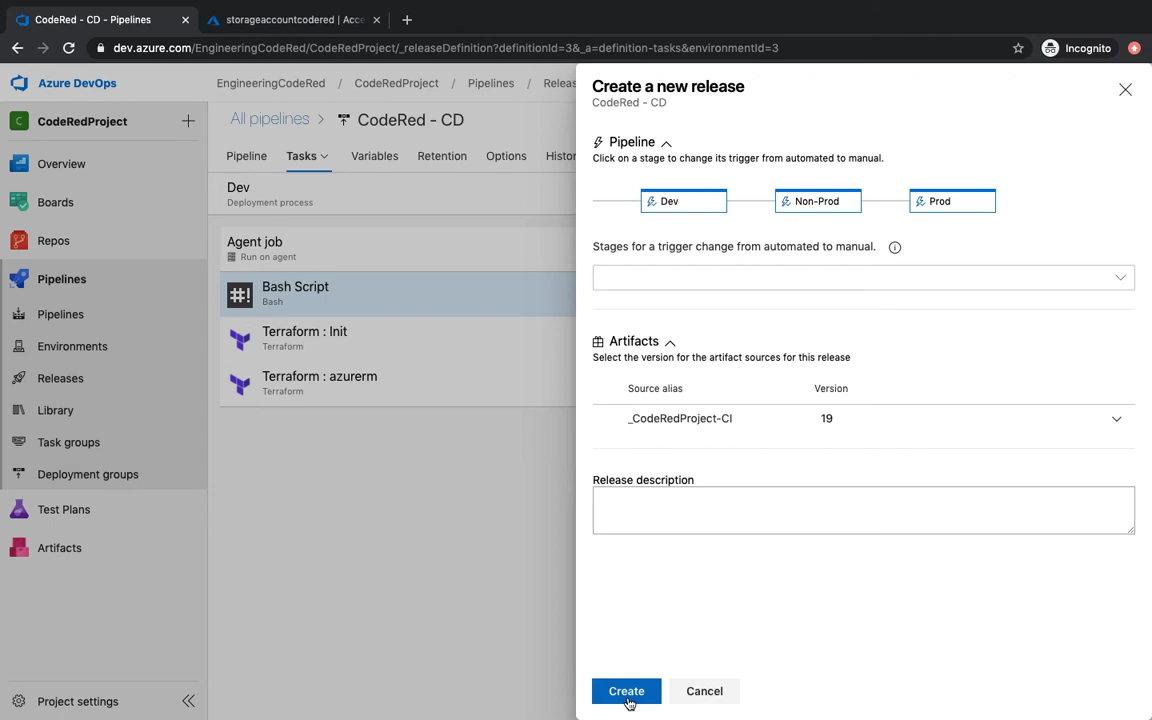 CodeRed - CD - Pipelines
storageaccountcodered | Acce
dev.azure.com/EngineeringCodeRed/CodeRedProject/_releaseDefinition?definitionId=3&_a=definition-tasks&environmentId=3
Incognito
Azure DevOps
EngineeringCodeRed / CodeRedProject / Pipelines / Releas
C CodeRedProject
Overview
Boards
Repos
Pipelines
Pipelines
Environments
Releases
Library
Task groups
Deployment groups
Test Plans
Artifacts
Project settings
All pipelines > CodeRed - CD
Pipeline Tasks Variables Retention Options Histor
Dev
Deployment process
Agent job
Run on agent
#! Bash Script
Bash
Terraform : Init
Terraform
Terraform : azurerm
Terraform
Create a new release
CodeRed - CD
Pipeline
Click on a stage to change its trigger from automated to manual.
Dev Non-Prod Prod
Stages for a trigger change from automated to manual.
Artifacts
Select the version for the artifact sources for this release
Source alias Version
_CodeRedProject-CI 19
Release description
Create Cancel